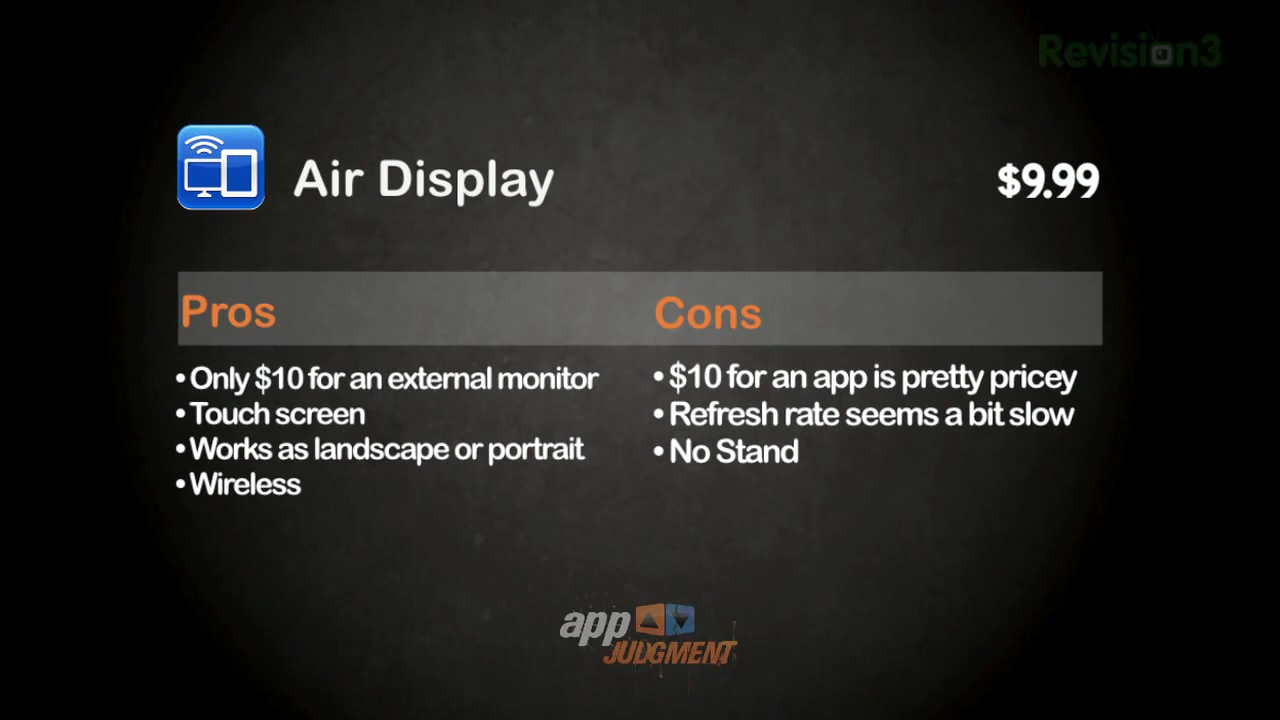 Revision3
Air Display
$9.99
Pros
Cons
• Only $10 for an external monitor
• Touch screen
• Works as landscape or portrait
• Wireless
• $10 for an app is pretty pricey
• Refresh rate seems a bit slow
• No Stand
app
JUDGMENT